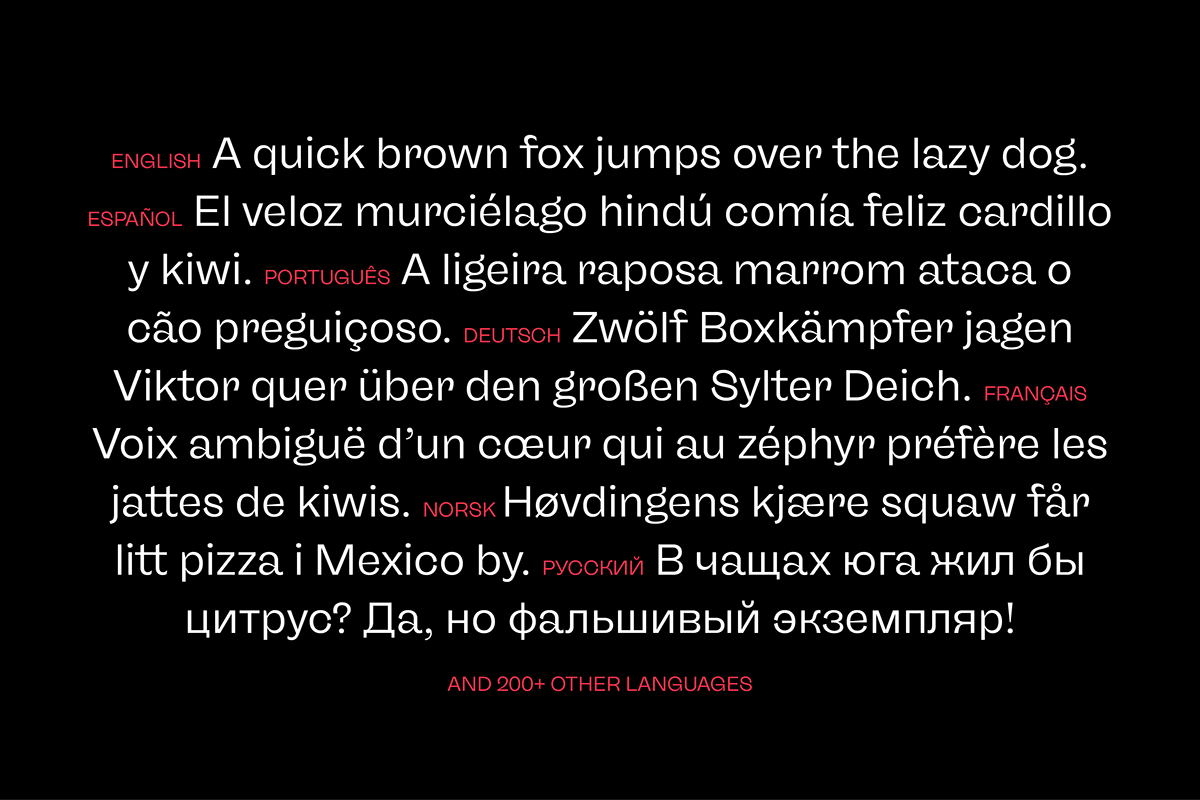 ENGLISH A quick brown fox jumps over the lazy dog.
ESPAÑOL El veloz murciélago hindú comía feliz cardillo
y kiwi. PORTUGUÊS A ligeira raposa marrom ataca o
cão preguiçoso. DEUTSCH Zwölf Boxkämpfer jagen
Viktor quer über den großen Sylter Deich. FRANÇAIS
Voix ambiguë d’un cœur qui au zéphyr préfère les
jattes de kiwis. NORSK Høvdingens kjære squaw får
litt pizza i Mexico by. РУССКИЙ В чащах юга жил бы
цитрус? Да, но фальшивый экземпляр!
AND 200+ OTHER LANGUAGES